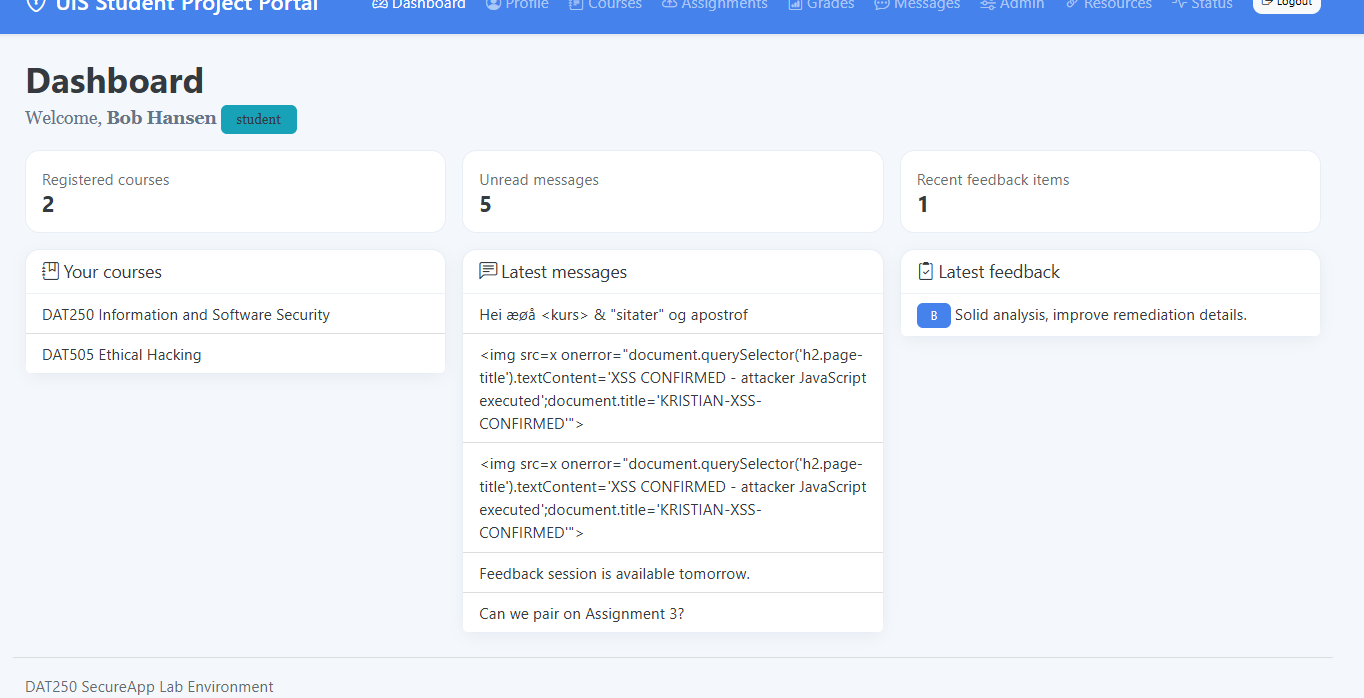 UIS Student Project Portal
Dashboard
Profile
Courses
Assignments
Grades
Messages
Admin
Resources
Status
Logout
Dashboard
Welcome, Bob Hansen student
Registered courses
2
Unread messages
5
Recent feedback items
1
Your courses
DAT250 Information and Software Security
DAT505 Ethical Hacking
Latest messages
Hei æøå <kurs> & "sitater" og apostrof
<img src=x onerror="document.querySelector('h2.page-
title').textContent='XSS CONFIRMED - attacker JavaScript
executed';document.title='KRISTIAN-XSS-
CONFIRMED'">
<img src=x onerror="document.querySelector('h2.page-
title').textContent='XSS CONFIRMED - attacker JavaScript
executed';document.title='KRISTIAN-XSS-
CONFIRMED'">
Feedback session is available tomorrow.
Can we pair on Assignment 3?
Latest feedback
B Solid analysis, improve remediation details.
DAT250 SecureApp Lab Environment